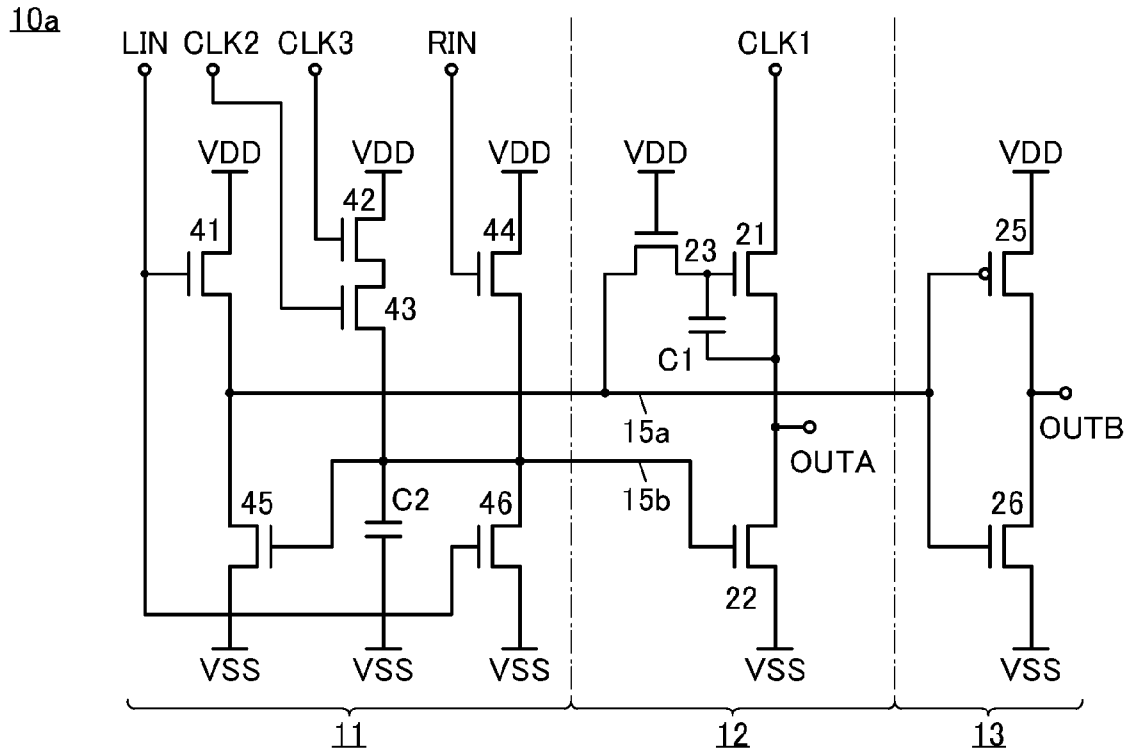 10a
LIN CLK2 CLK3 RIN CLK1
VDD VDD VDD VDD VDD
41 42 44 23 21 25
43
C1
15a
OUTA
OUTB
15b
45 C2 46 22 26
VSS VSS VSS VSS VSS
11 12 13